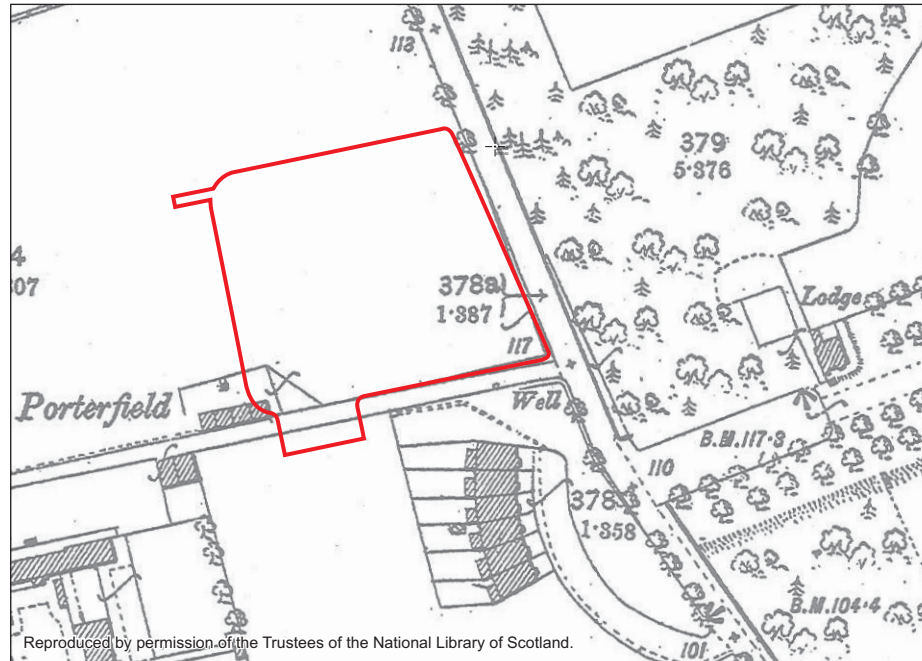 113
379
5·376
4
307
378a
1·387
Lodge
117
Porterfield
Well
B.M.117·3
110
378
1·358
B.M.104·4
Reproduced by permission of the Trustees of the National Library of Scotland.
101